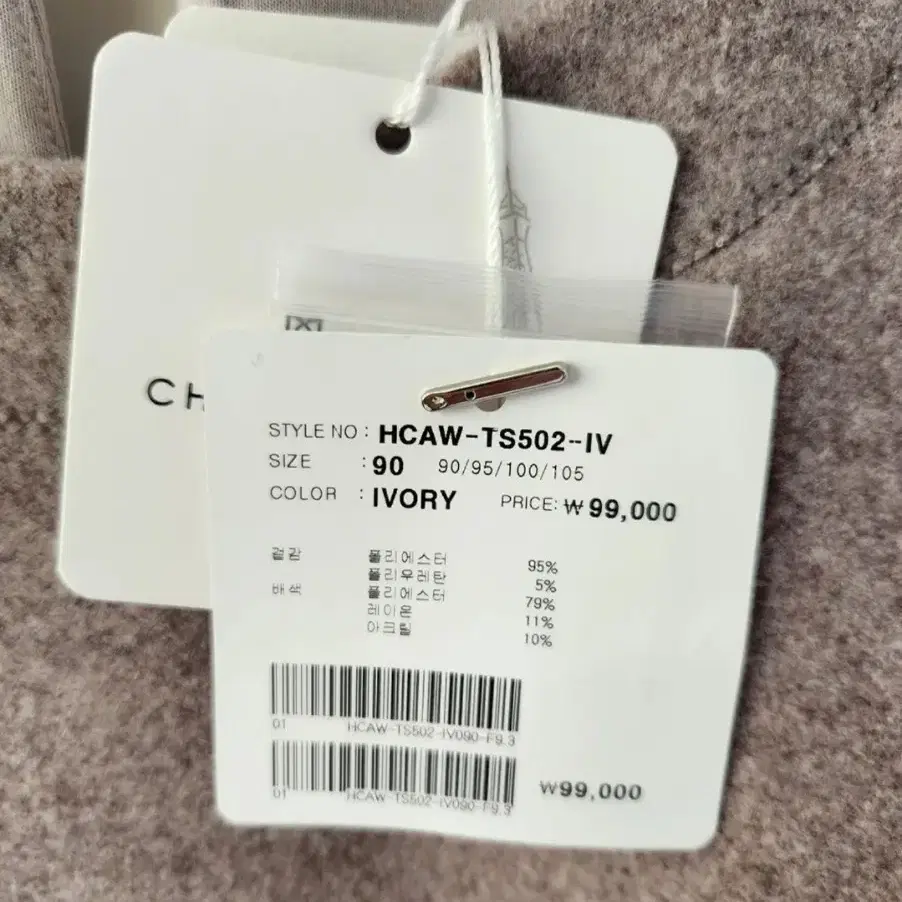 CH
STYLE NO : HCAW-TS502-IV
SIZE : 90 90/95/100/105
COLOR : IVORY PRICE: ₩ 99,000
겉감 폴리에스터 95%
폴리우레탄 5%
배색 폴리에스터 79%
레이온 11%
아크릴 10%
01 HCAW-TS502-IV090-F9.3
01 HCAW-TS502-IV090-F9.3
₩99,000